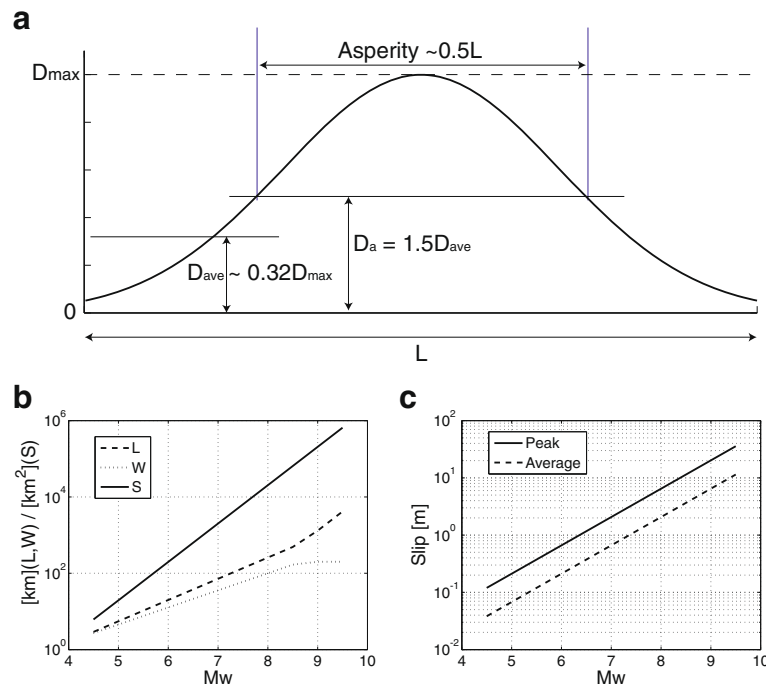 a
Asperity ~0.5L
Dmax
Da = 1.5Dave
Dave ~ 0.32Dmax
0
L
b
10^6
10^4
10^2
10^0
[km](L,W) / [km^2](S)
L
W
S
4 5 6 7 8 9 10
Mw
c
10^2
10^1
10^0
10^-1
10^-2
Slip [m]
Peak
Average
4 5 6 7 8 9 10
Mw